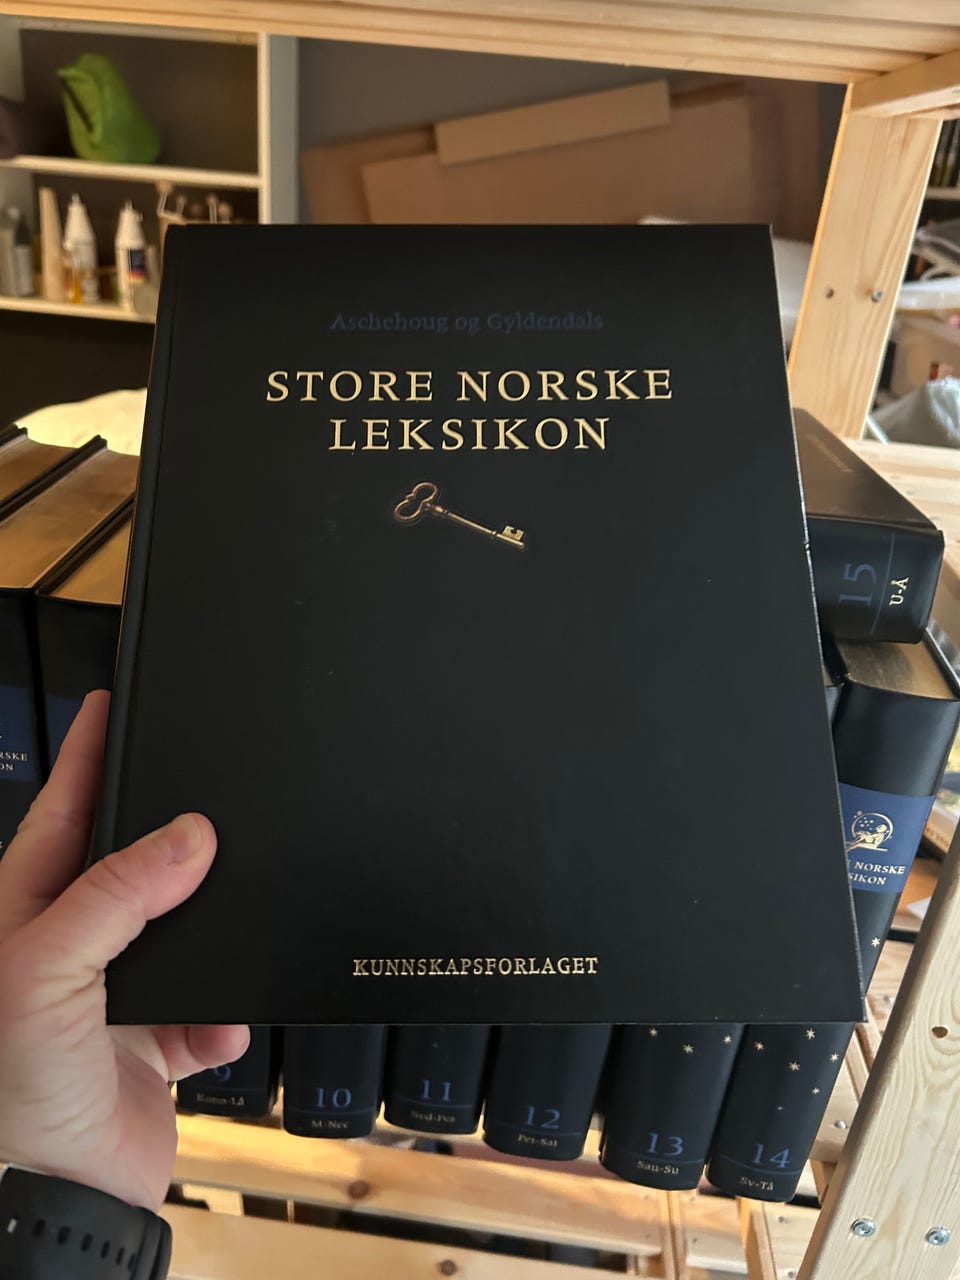 Aschehoug og Gyldendals
STORE NORSKE
LEKSIKON
KUNNSKAPSFORLAGET
15
U-Å
NORSKE
9
Konn-Lå
10
M-Nec
11
Ned-Pes
12
Pet-Sat
13
Sau-Su
14
Sv-Tå